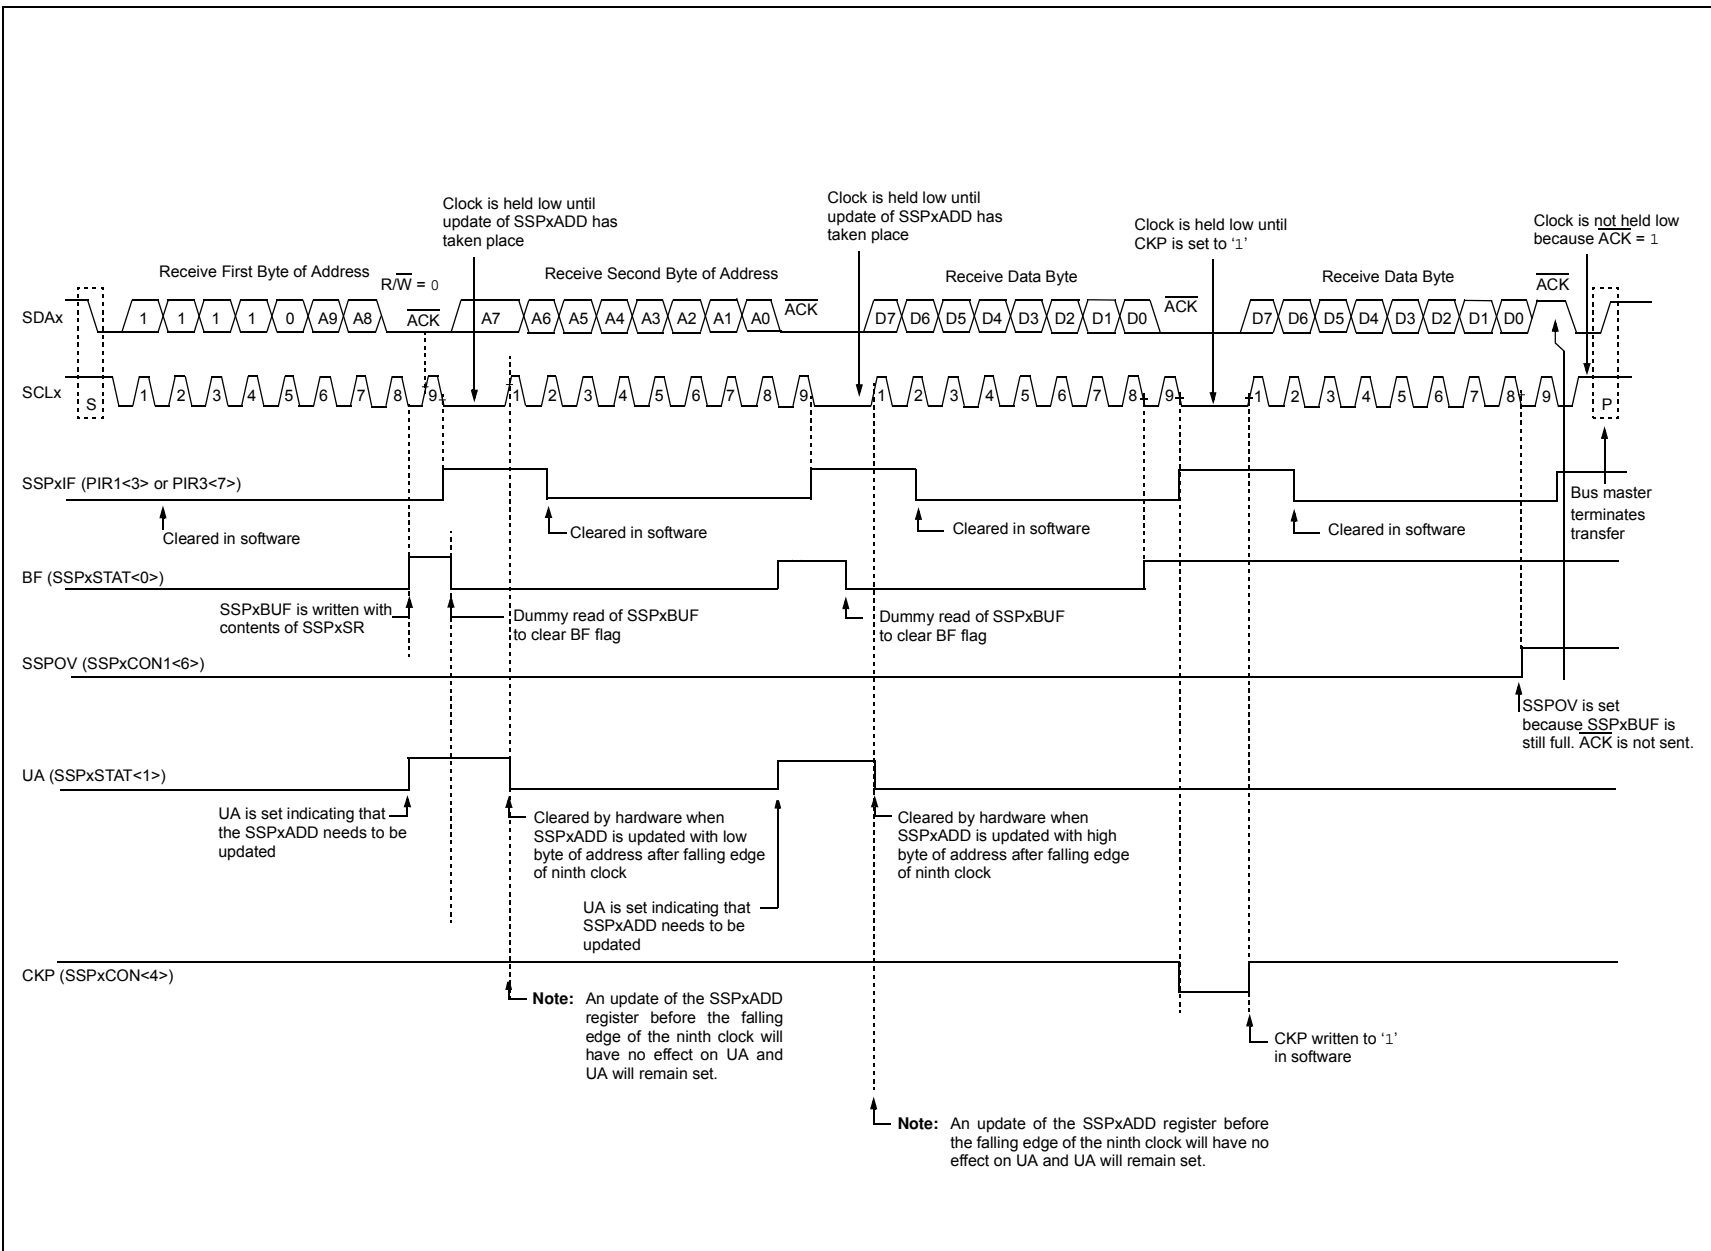 Clock is held low until
update of SSPxADD has
taken place
Clock is held low until
update of SSPxADD has
taken place
Clock is held low until
CKP is set to ‘1’
Clock is not held low
because ACK = 1
Receive First Byte of Address
R/W = 0
Receive Second Byte of Address
Receive Data Byte
Receive Data Byte
SDAx 1 1 1 1 0 A9 A8 ACK A7 A6 A5 A4 A3 A2 A1 A0 ACK D7 D6 D5 D4 D3 D2 D1 D0 ACK D7 D6 D5 D4 D3 D2 D1 D0 ACK
SCLx S 1 2 3 4 5 6 7 8 9 1 2 3 4 5 6 7 8 9 1 2 3 4 5 6 7 8 9 1 2 3 4 5 6 7 8 9 P
SSPxIF (PIR1<3> or PIR3<7>)
Cleared in software
Cleared in software
Cleared in software
Cleared in software
Bus master
terminates
transfer
BF (SSPxSTAT<0>)
SSPxBUF is written with
contents of SSPxSR
Dummy read of SSPxBUF
to clear BF flag
Dummy read of SSPxBUF
to clear BF flag
SSPOV (SSPxCON1<6>)
SSPOV is set
because SSPxBUF is
still full. ACK is not sent.
UA (SSPxSTAT<1>)
UA is set indicating that
the SSPxADD needs to be
updated
Cleared by hardware when
SSPxADD is updated with low
byte of address after falling edge
of ninth clock
UA is set indicating that
SSPxADD needs to be
updated
Cleared by hardware when
SSPxADD is updated with high
byte of address after falling edge
of ninth clock
CKP (SSPxCON<4>)
Note: An update of the SSPxADD
register before the falling
edge of the ninth clock will
have no effect on UA and
UA will remain set.
CKP written to ‘1’
in software
Note: An update of the SSPxADD register before
the falling edge of the ninth clock will have no
effect on UA and UA will remain set.